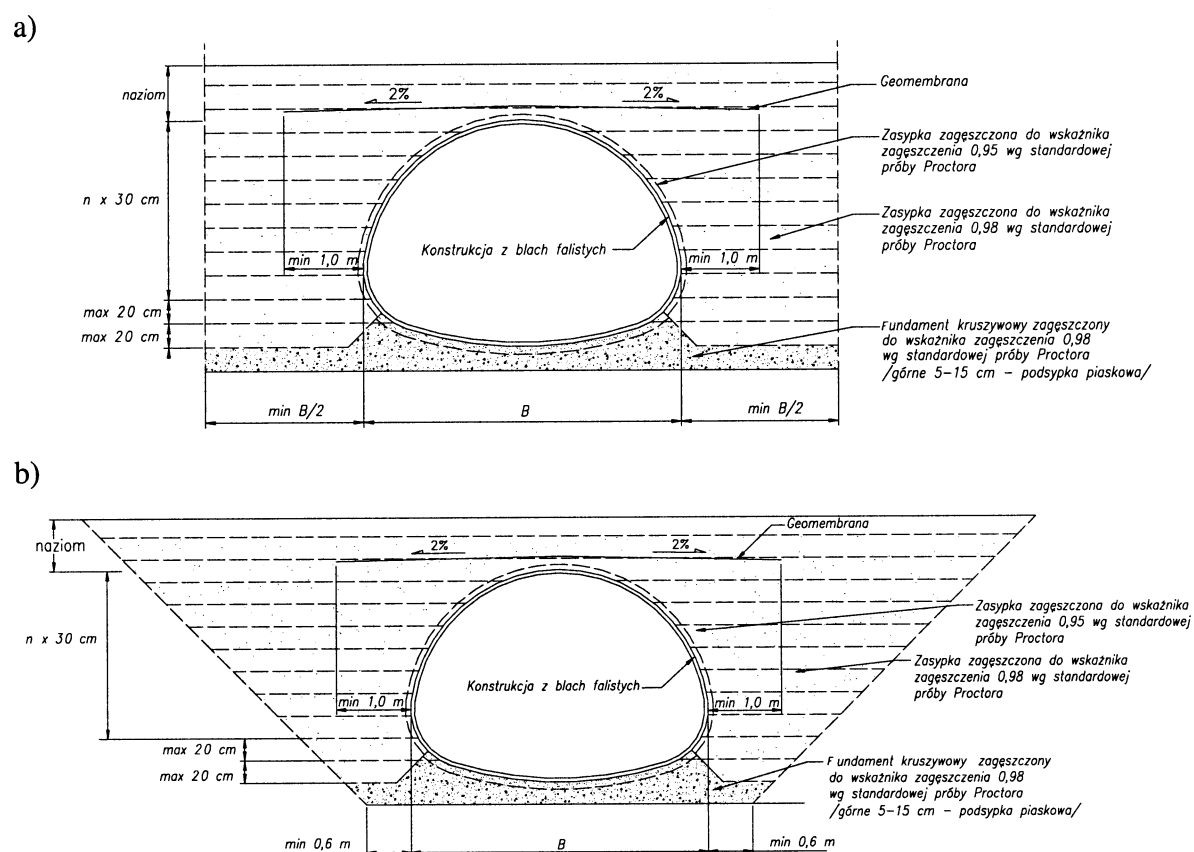 a)
naziom
2%
2%
Geomembrana
Zasypka zagęszczona do wskaźnika
zagęszczenia 0,95 wg standardowej
próby Proctora
n x 30 cm
Zasypka zagęszczona do wskaźnika
zagęszczenia 0,98 wg standardowej
próby Proctora
Konstrukcja z blach falistych
min 1,0 m
min 1,0 m
max 20 cm
max 20 cm
Fundament kruszywowy zagęszczony
do wskaźnika zagęszczenia 0,98
wg standardowej próby Proctora
/górne 5-15 cm – podsypka piaskowa/
min B/2
B
min B/2
b)
naziom
2%
2%
Geomembrana
n x 30 cm
Zasypka zagęszczona do wskaźnika
zagęszczenia 0,95 wg standardowej
próby Proctora
Zasypka zagęszczona do wskaźnika
zagęszczenia 0,98 wg standardowej
próby Proctora
Konstrukcja z blach falistych
min 1,0 m
min 1,0 m
max 20 cm
max 20 cm
Fundament kruszywowy zagęszczony
do wskaźnika zagęszczenia 0,98
wg standardowej próby Proctora
/górne 5-15 cm – podsypka piaskowa/
min 0,6 m
B
min 0,6 m